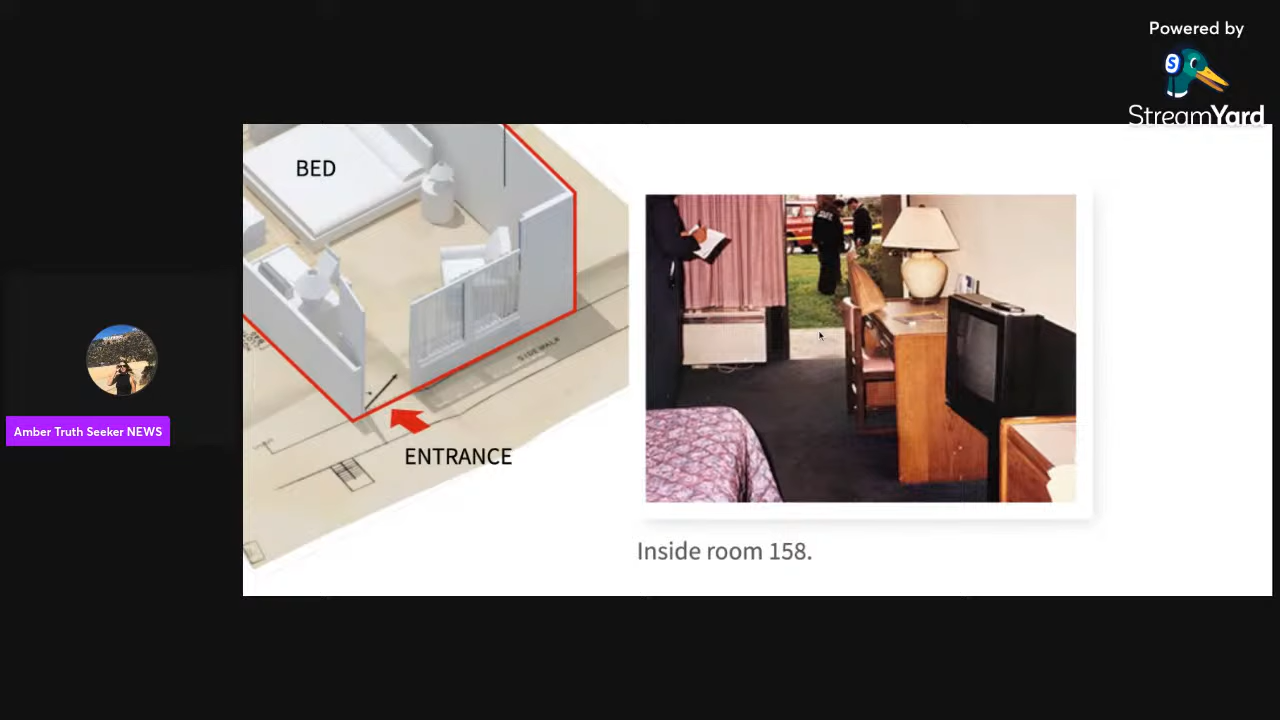 Powered by
StreamYard
BED
SIDEWALK
ENTRANCE
Amber Truth Seeker NEWS
Inside room 158.